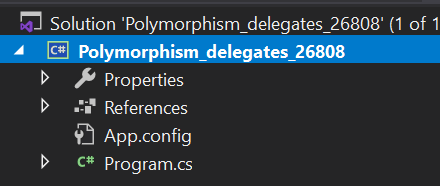 Solution 'Polymorphism_delegates_26808' (1 of 1
C# Polymorphism_delegates_26808
Properties
References
App.config
C# Program.cs